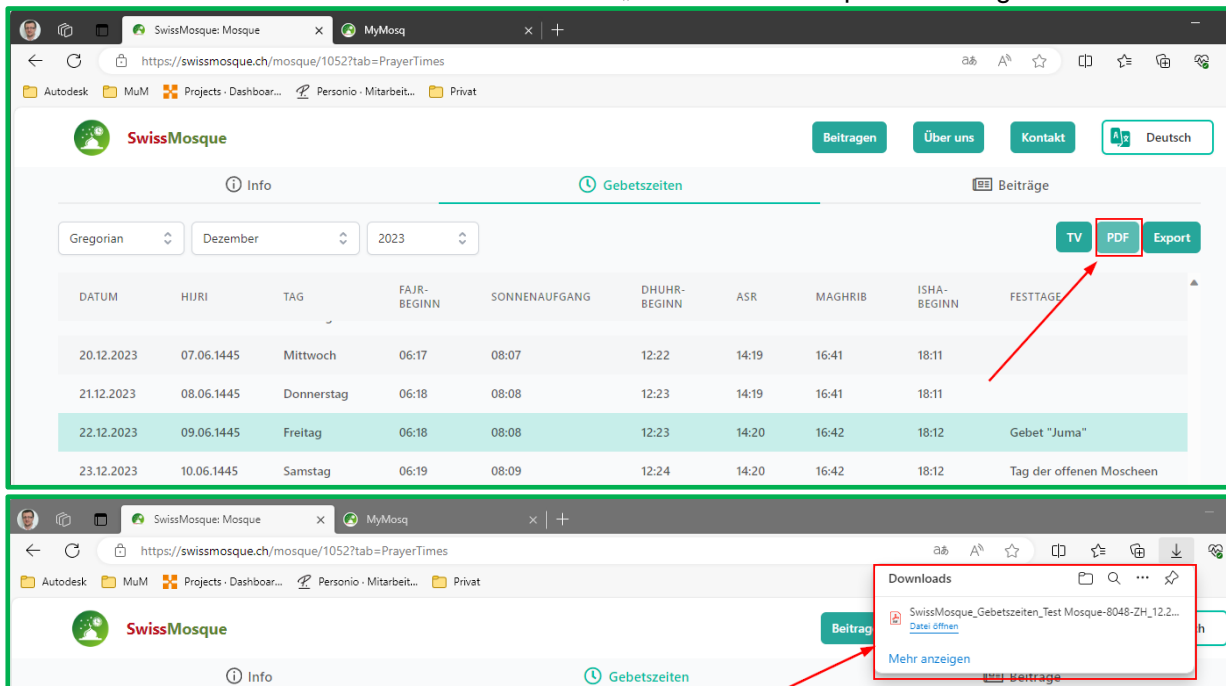 SwissMosque: Mosque
MyMosq
https://swissmosque.ch/mosque/1052?tab=PrayerTimes
Autodesk MuM Projects · Dashboar... Personio · Mitarbeit... Privat
SwissMosque
Beitragen Über uns Kontakt Deutsch
Info Gebetszeiten Beiträge
Gregorian Dezember 2023 TV PDF Export
DATUM HIJRI TAG FAJR-BEGINN SONNENAUFGANG DHUHR-BEGINN ASR MAGHRIB ISHA-BEGINN FESTTAGE
20.12.2023 07.06.1445 Mittwoch 06:17 08:07 12:22 14:19 16:41 18:11
21.12.2023 08.06.1445 Donnerstag 06:18 08:08 12:23 14:19 16:41 18:11
22.12.2023 09.06.1445 Freitag 06:18 08:08 12:23 14:20 16:42 18:12 Gebet "Juma"
23.12.2023 10.06.1445 Samstag 06:19 08:09 12:24 14:20 16:42 18:12 Tag der offenen Moscheen
SwissMosque: Mosque
MyMosq
https://swissmosque.ch/mosque/1052?tab=PrayerTimes
Autodesk MuM Projects · Dashboar... Personio · Mitarbeit... Privat
Downloads
SwissMosque_Gebetszeiten_Test Mosque-8048-ZH_12.2...
Datei öffnen
Mehr anzeigen
SwissMosque
Beitrag
h
Info Gebetszeiten Beiträge